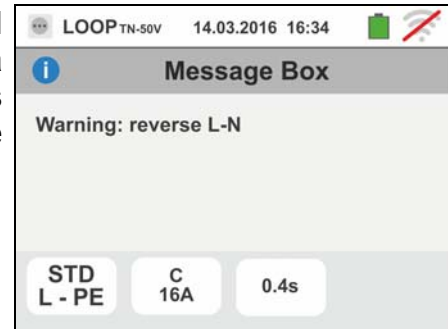 LOOP TN-50V 14.03.2016 16:34
Message Box
Warning: reverse L-N
STD
L - PE
C
16A
0.4s